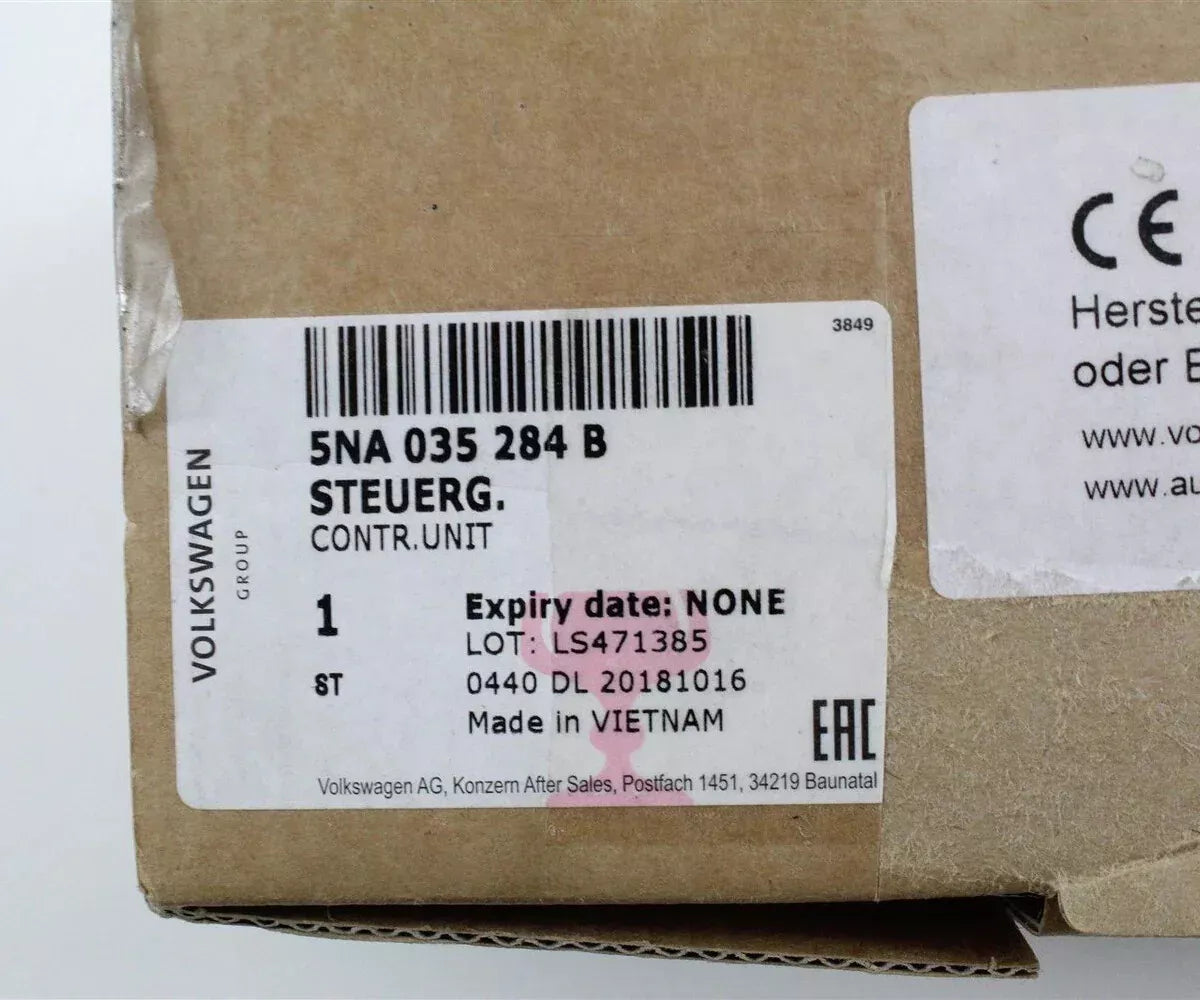 3849
5NA 035 284 B
STEUERG.
CONTR.UNIT
VOLKSWAGEN
GROUP
1
ST
Expiry date: NONE
LOT: LS471385
0440 DL 20181016
Made in VIETNAM
EAC
Volkswagen AG, Konzern After Sales, Postfach 1451, 34219 Baunatal
CE
Herste
oder E
www.vo
www.au